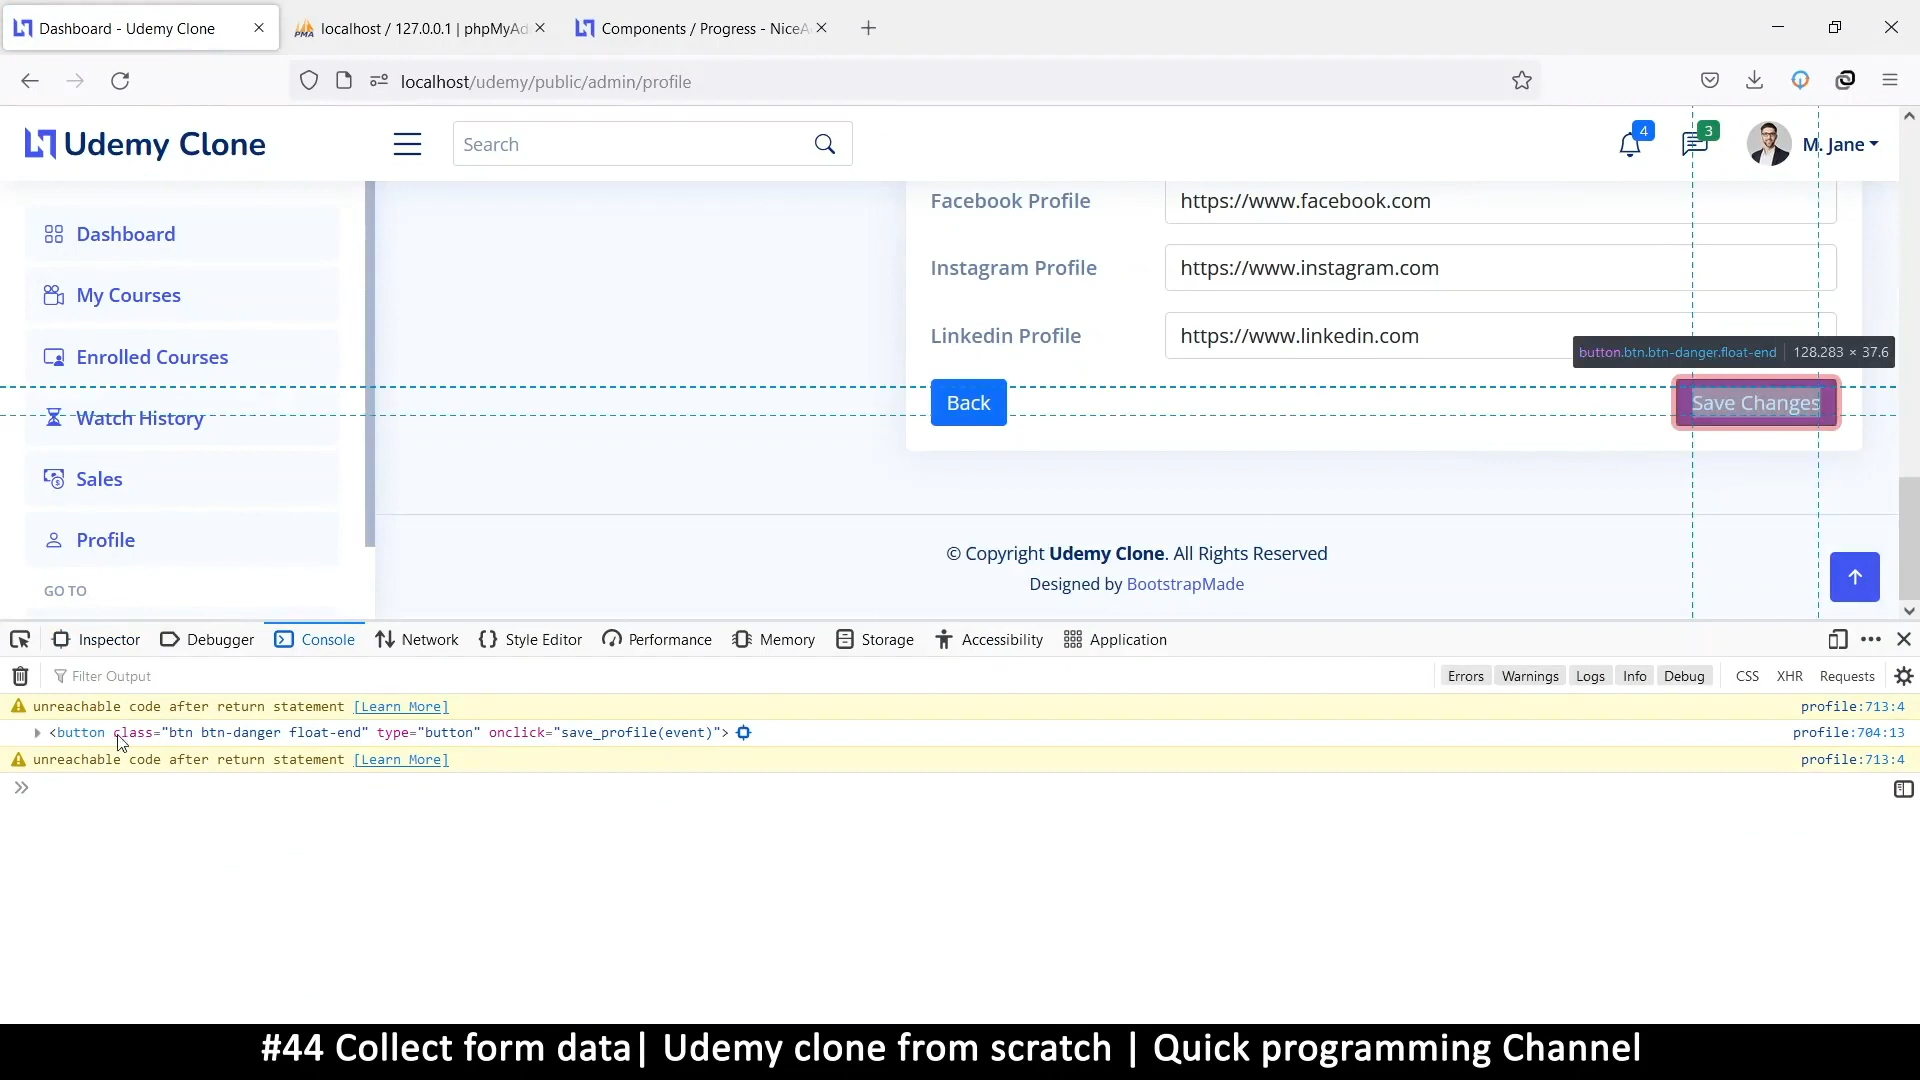 Dashboard - Udemy Clone
localhost / 127.0.0.1 | phpMyAd
Components / Progress - NiceA
localhost/udemy/public/admin/profile
Udemy Clone
Search
4
3
M. Jane
Dashboard
My Courses
Enrolled Courses
Watch History
Sales
Profile
GO TO
Facebook Profile
https://www.facebook.com
Instagram Profile
https://www.instagram.com
Linkedin Profile
https://www.linkedin.com
button.btn.btn-danger.float-end 128.283 × 37.6
Back
Save Changes
© Copyright Udemy Clone. All Rights Reserved
Designed by BootstrapMade
Inspector
Debugger
Console
Network
Style Editor
Performance
Memory
Storage
Accessibility
Application
Filter Output
Errors
Warnings
Logs
Info
Debug
CSS
XHR
Requests
unreachable code after return statement [Learn More]
profile:713:4
<button class="btn btn-danger float-end" type="button" onclick="save_profile(event)">
profile:704:13
unreachable code after return statement [Learn More]
profile:713:4
#44 Collect form data| Udemy clone from scratch | Quick programming Channel